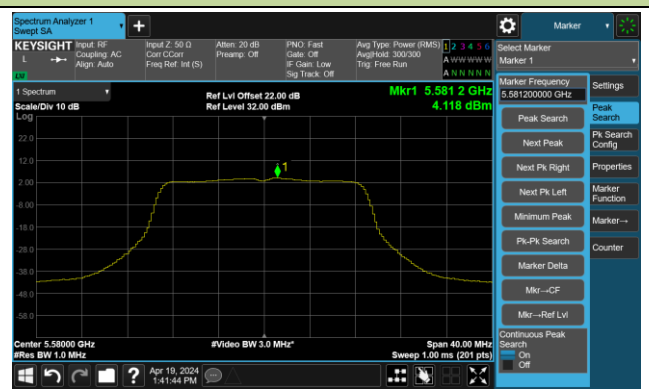 Spectrum Analyzer 1
Swept SA
Marker
KEYSIGHT
L
Input: RF
Coupling: AC
Align: Auto
Input Z: 50 Ω
Corr CCorr
Freq Ref: Int (S)
Atten: 20 dB
Preamp: Off
PNO: Fast
Gate: Off
IF Gain: Low
Sig Track: Off
Avg Type: Power (RMS)
Avg|Hold: 300/300
Trig: Free Run
1 2 3 4 5 6
A W W W W W
A N N N N N
Select Marker
Marker 1
1 Spectrum
Scale/Div 10 dB
Log
Ref Lvl Offset 22.00 dB
Ref Level 32.00 dBm
Mkr1 5.581 2 GHz
4.118 dBm
22.0
12.0
2.00
-8.00
-18.0
-28.0
-38.0
-48.0
-58.0
1
Center 5.58000 GHz
#Res BW 1.0 MHz
#Video BW 3.0 MHz*
Span 40.00 MHz
Sweep 1.00 ms (201 pts)
Marker Frequency
5.581200000 GHz
Peak Search
Next Peak
Next Pk Right
Next Pk Left
Minimum Peak
Pk-Pk Search
Marker Delta
Mkr→CF
Mkr→Ref Lvl
Continuous Peak
Search
On
Off
Settings
Peak
Search
Pk Search
Config
Properties
Marker
Function
Marker→
Counter
?
Apr 19, 2024
1:41:44 PM